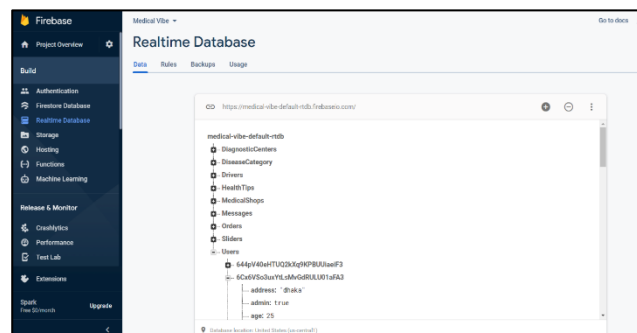 Firebase
Project Overview
Build
Authentication
Firestore Database
Realtime Database
Storage
Hosting
Functions
Machine Learning
Release & Monitor
Crashlytics
Performance
Test Lab
Extensions
Spark
Free $0/month
Upgrade
Medical Vibe
Go to docs
Realtime Database
Data Rules Backups Usage
https://medical-vibe-default-rtdb.firebaseio.com/
medical-vibe-default-rtdb
DiagnosticCenters
DiseaseCategory
Drivers
HealthTips
MedicalShops
Messages
Orders
Sliders
Users
address: "dhaka"
admin: true
age: 25
Database location: United States (us-central1)